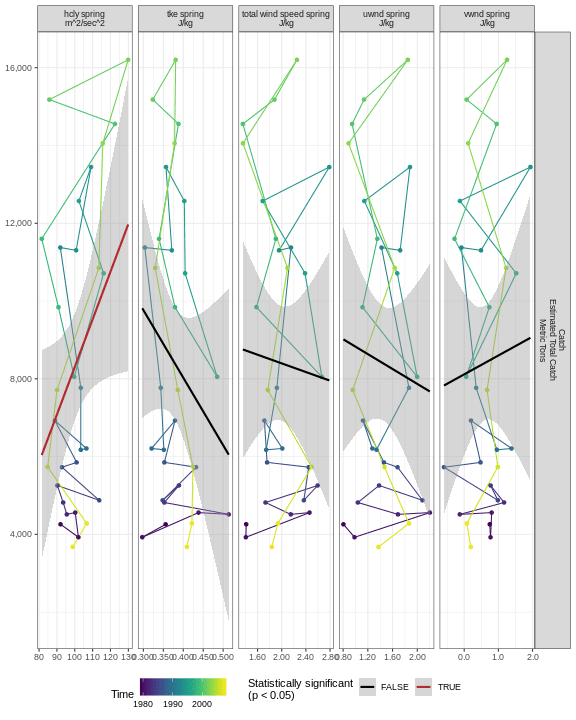 hcly spring
m^2/sec^2
tke spring
J/kg
total wind speed spring
J/kg
uwnd spring
J/kg
vwnd spring
J/kg
16,000
12,000
8,000
4,000
Catch
Estimated Total Catch
Metric Tons
80 90 100 110 120 130
0.300 0.350 0.400 0.450 0.500
1.60 2.00 2.40 2.80
0.80 1.20 1.60 2.00
0.0 1.0 2.0
Time
1980 1990 2000
Statistically significant
(p < 0.05)
FALSE
TRUE